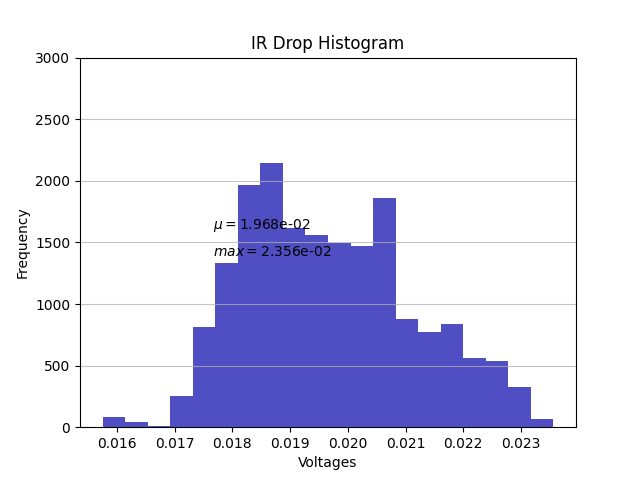 IR Drop Histogram
3000
2500
2000
1500
1000
500
0
Frequency
μ = 1.968e-02
max = 2.356e-02
0.016 0.017 0.018 0.019 0.020 0.021 0.022 0.023
Voltages